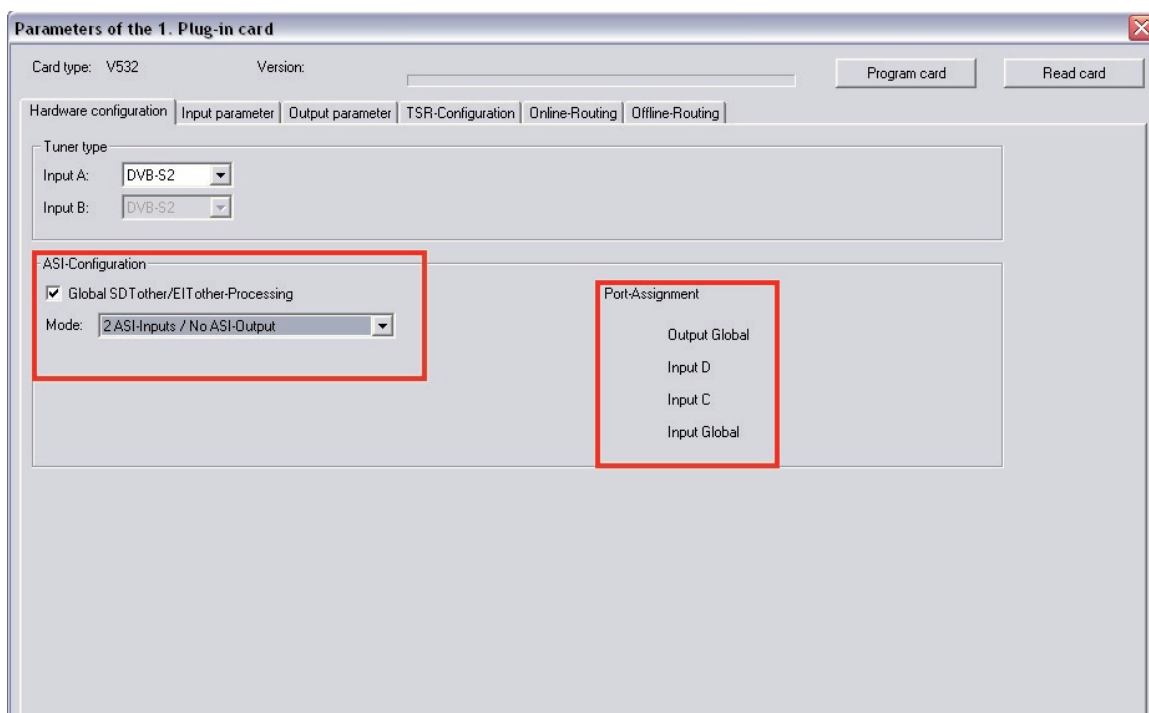 Parameters of the 1. Plug-in card
Card type: V532 Version: Program card Read card
Hardware configuration Input parameter Output parameter TSR-Configuration Online-Routing Offline-Routing
Tuner type
Input A: DVB-S2
Input B: DVB-S2
ASI-Configuration
Global SDTother/EITother-Processing
Mode: 2 ASI-Inputs / No ASI-Output
Port-Assignment
Output Global
Input D
Input C
Input Global